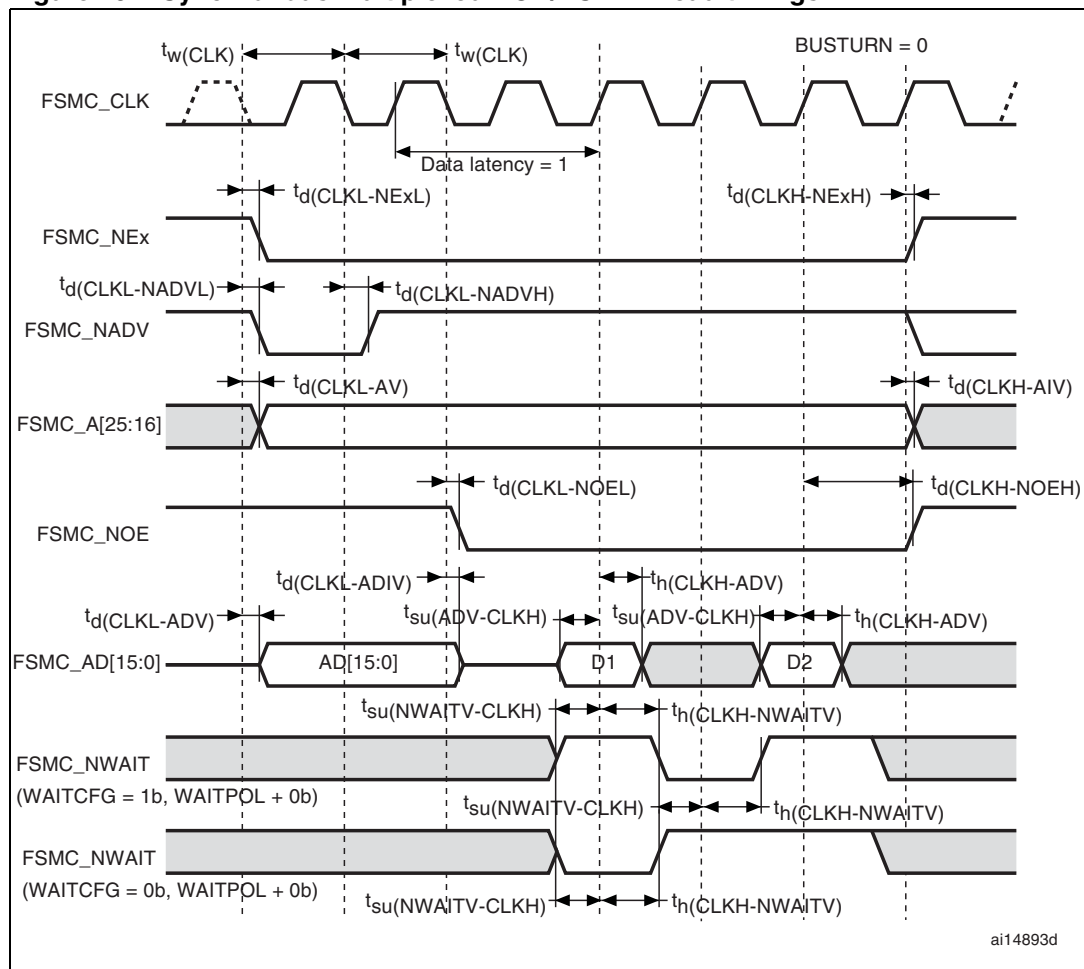 BUSTURN = 0
tw(CLK) tw(CLK)
FSMC_CLK
Data latency = 1
td(CLKL-NExL) td(CLKH-NExH)
FSMC_NEx
td(CLKL-NADVL) td(CLKL-NADVH)
FSMC_NADV
td(CLKL-AV) td(CLKH-AIV)
FSMC_A[25:16]
td(CLKL-NOEL) td(CLKH-NOEH)
FSMC_NOE
td(CLKL-ADIV) th(CLKH-ADV)
td(CLKL-ADV) tsu(ADV-CLKH) tsu(ADV-CLKH) th(CLKH-ADV)
FSMC_AD[15:0] AD[15:0] D1 D2
tsu(NWAITV-CLKH) th(CLKH-NWAITV)
FSMC_NWAIT
(WAITCFG = 1b, WAITPOL + 0b)
tsu(NWAITV-CLKH) th(CLKH-NWAITV)
FSMC_NWAIT
(WAITCFG = 0b, WAITPOL + 0b)
tsu(NWAITV-CLKH) th(CLKH-NWAITV)
ai14893d